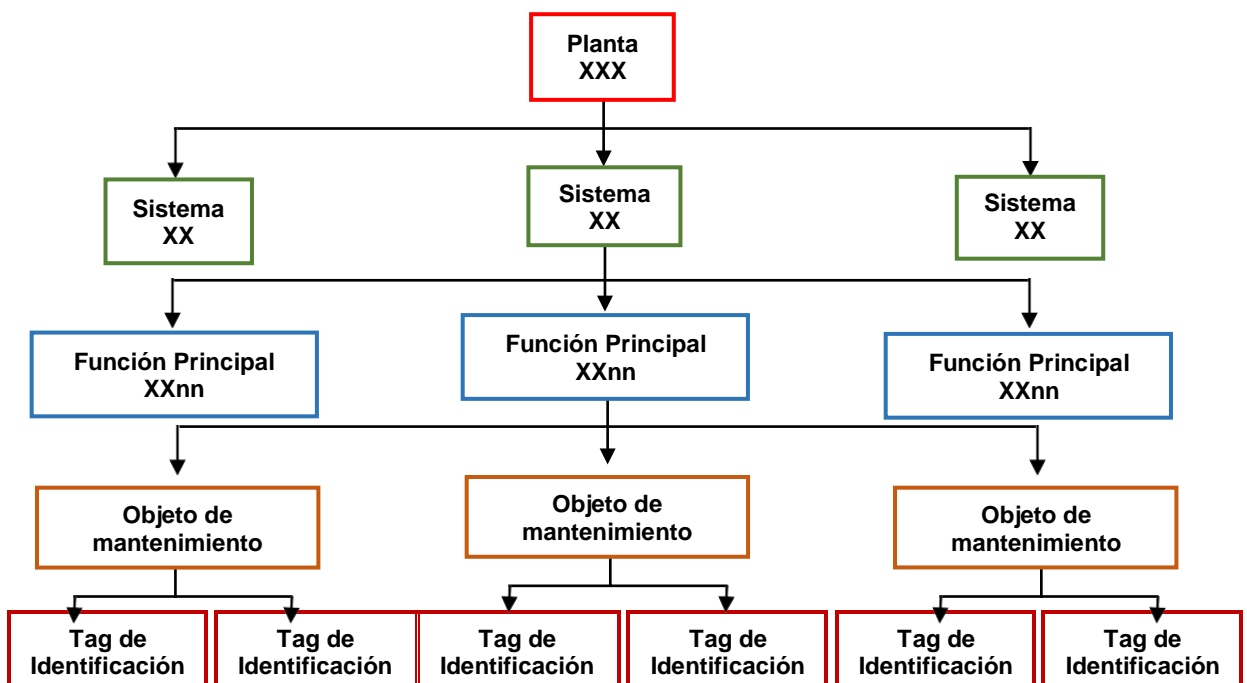 Planta
XXX
Sistema
XX
Sistema
XX
Sistema
XX
Función Principal
XXnn
Función Principal
XXnn
Función Principal
XXnn
Objeto de
mantenimiento
Objeto de
mantenimiento
Objeto de
mantenimiento
Tag de
Identificación
Tag de
Identificación
Tag de
Identificación
Tag de
Identificación
Tag de
Identificación
Tag de
Identificación